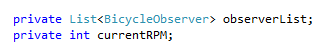 private List<BicycleObserver> observerList;
private int currentRPM;